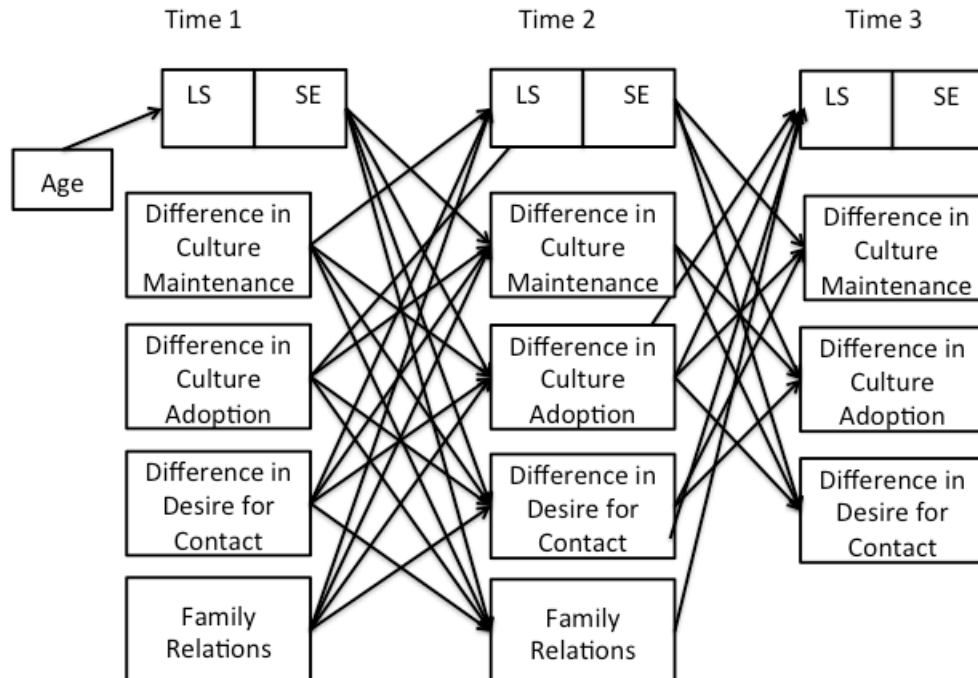 Time 1
Time 2
Time 3
LS
SE
LS
SE
LS
SE
Age
Difference in
Culture
Maintenance
Difference in
Culture
Maintenance
Difference in
Culture
Maintenance
Difference in
Culture
Adoption
Difference in
Culture
Adoption
Difference in
Culture
Adoption
Difference in
Desire for
Contact
Difference in
Desire for
Contact
Difference in
Desire for
Contact
Family
Relations
Family
Relations